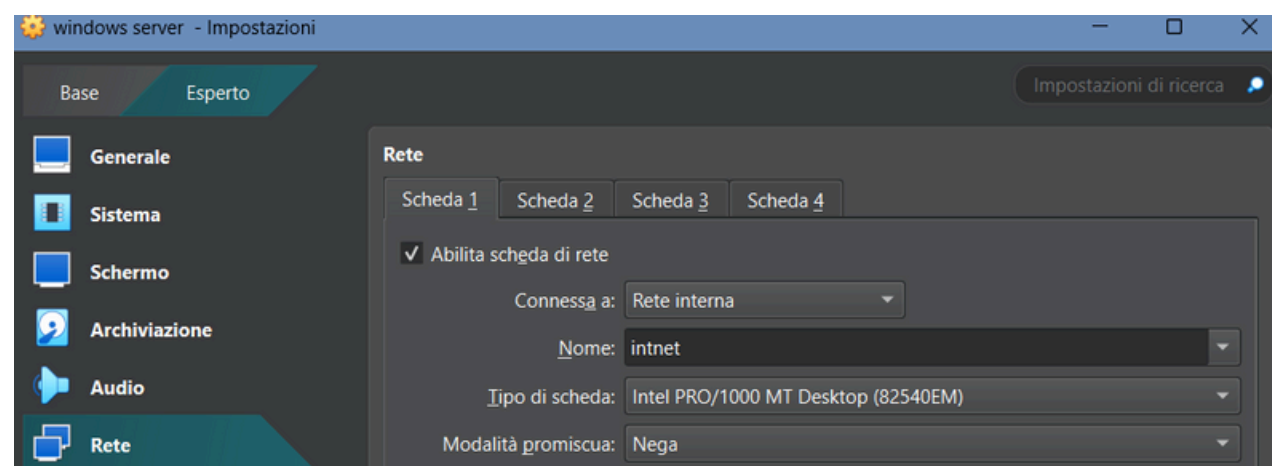 windows server - Impostazioni
Base Esperto Impostazioni di ricerca
Generale
Sistema
Schermo
Archiviazione
Audio
Rete
Rete
Scheda 1 Scheda 2 Scheda 3 Scheda 4
Abilita scheda di rete
Connessa a: Rete interna
Nome: intnet
Tipo di scheda: Intel PRO/1000 MT Desktop (82540EM)
Modalità promiscua: Nega